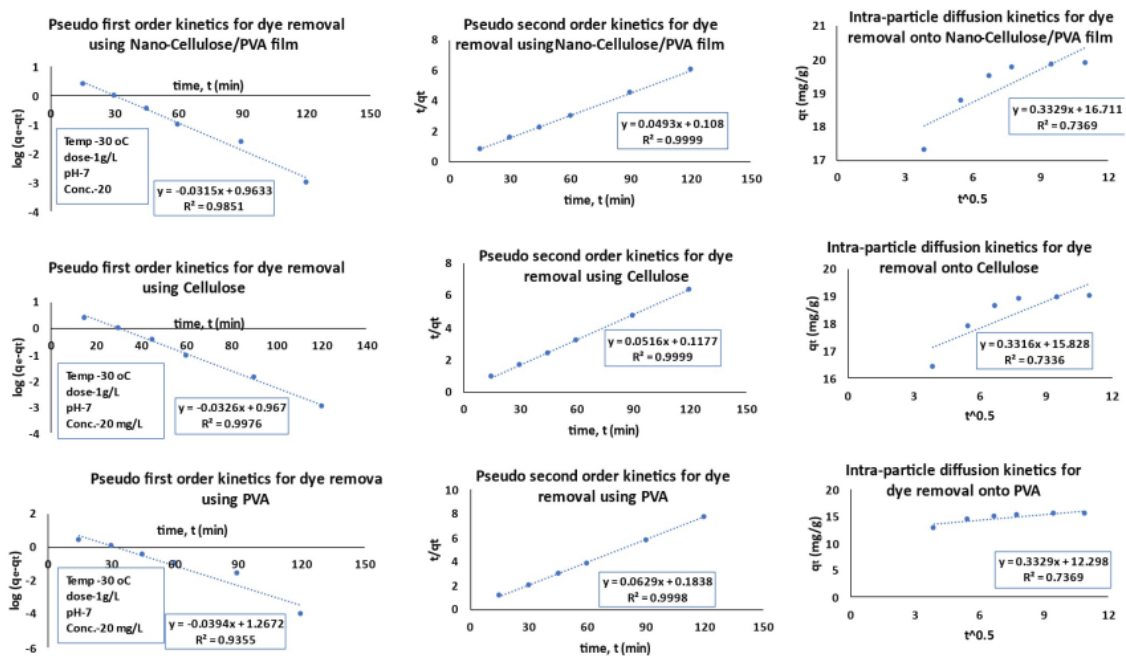 Pseudo first order kinetics for dye removal
using Nano-Cellulose/PVA film
1
0
-1
-2
-3
-4
0
30
60
90
120
150
time, t (min)
log (qe-qt)
Temp -30 oC
dose-1g/L
pH-7
Conc.-20
y = -0.0315x + 0.9633
R² = 0.9851
Pseudo second order kinetics for dye
removal usingNano-Cellulose/PVA film
8
6
4
2
0
0
30
60
90
120
150
t/qt
time, t (min)
y = 0.0493x + 0.108
R² = 0.9999
Intra-particle diffusion kinetics for dye
removal onto Nano-Cellulose/PVA film
21
20
19
18
17
0
3
6
9
12
qt (mg/g)
t^0.5
y = 0.3329x + 16.711
R² = 0.7369
Pseudo first order kinetics for dye removal
using Cellulose
1
0
-1
-2
-3
-4
0
20
40
60
80
100
120
140
time, t (min)
log (qe-qt)
Temp -30 oC
dose-1g/L
pH-7
Conc.-20 mg/L
y = -0.0326x + 0.967
R² = 0.9976
Pseudo second order kinetics for dye
removal using Cellulose
8
6
4
2
0
0
30
60
90
120
150
t/qt
time, t (min)
y = 0.0516x + 0.1177
R² = 0.9999
Intra-particle diffusion kinetics for dye
removal onto Cellulose
20
19
18
17
16
0
3
6
9
12
qt (mg/g)
t^0.5
y = 0.3316x + 15.828
R² = 0.7336
Pseudo first order kinetics for dye remova
using PVA
2
0
-2
-4
-6
0
30
60
90
120
150
time, t (min)
log (qe-qt)
Temp -30 oC
dose-1g/L
pH-7
Conc.-20 mg/L
y = -0.0394x + 1.2672
R² = 0.9355
Pseudo second order kinetics for dye
removal using PVA
10
8
6
4
2
0
0
30
60
90
120
150
t/qt
time, t (min)
y = 0.0629x + 0.1838
R² = 0.9998
Intra-particle diffusion kinetics for
dye removal onto PVA
20
15
10
5
0
0
3
6
9
12
qt (mg/g)
t^0.5
y = 0.3329x + 12.298
R² = 0.7369